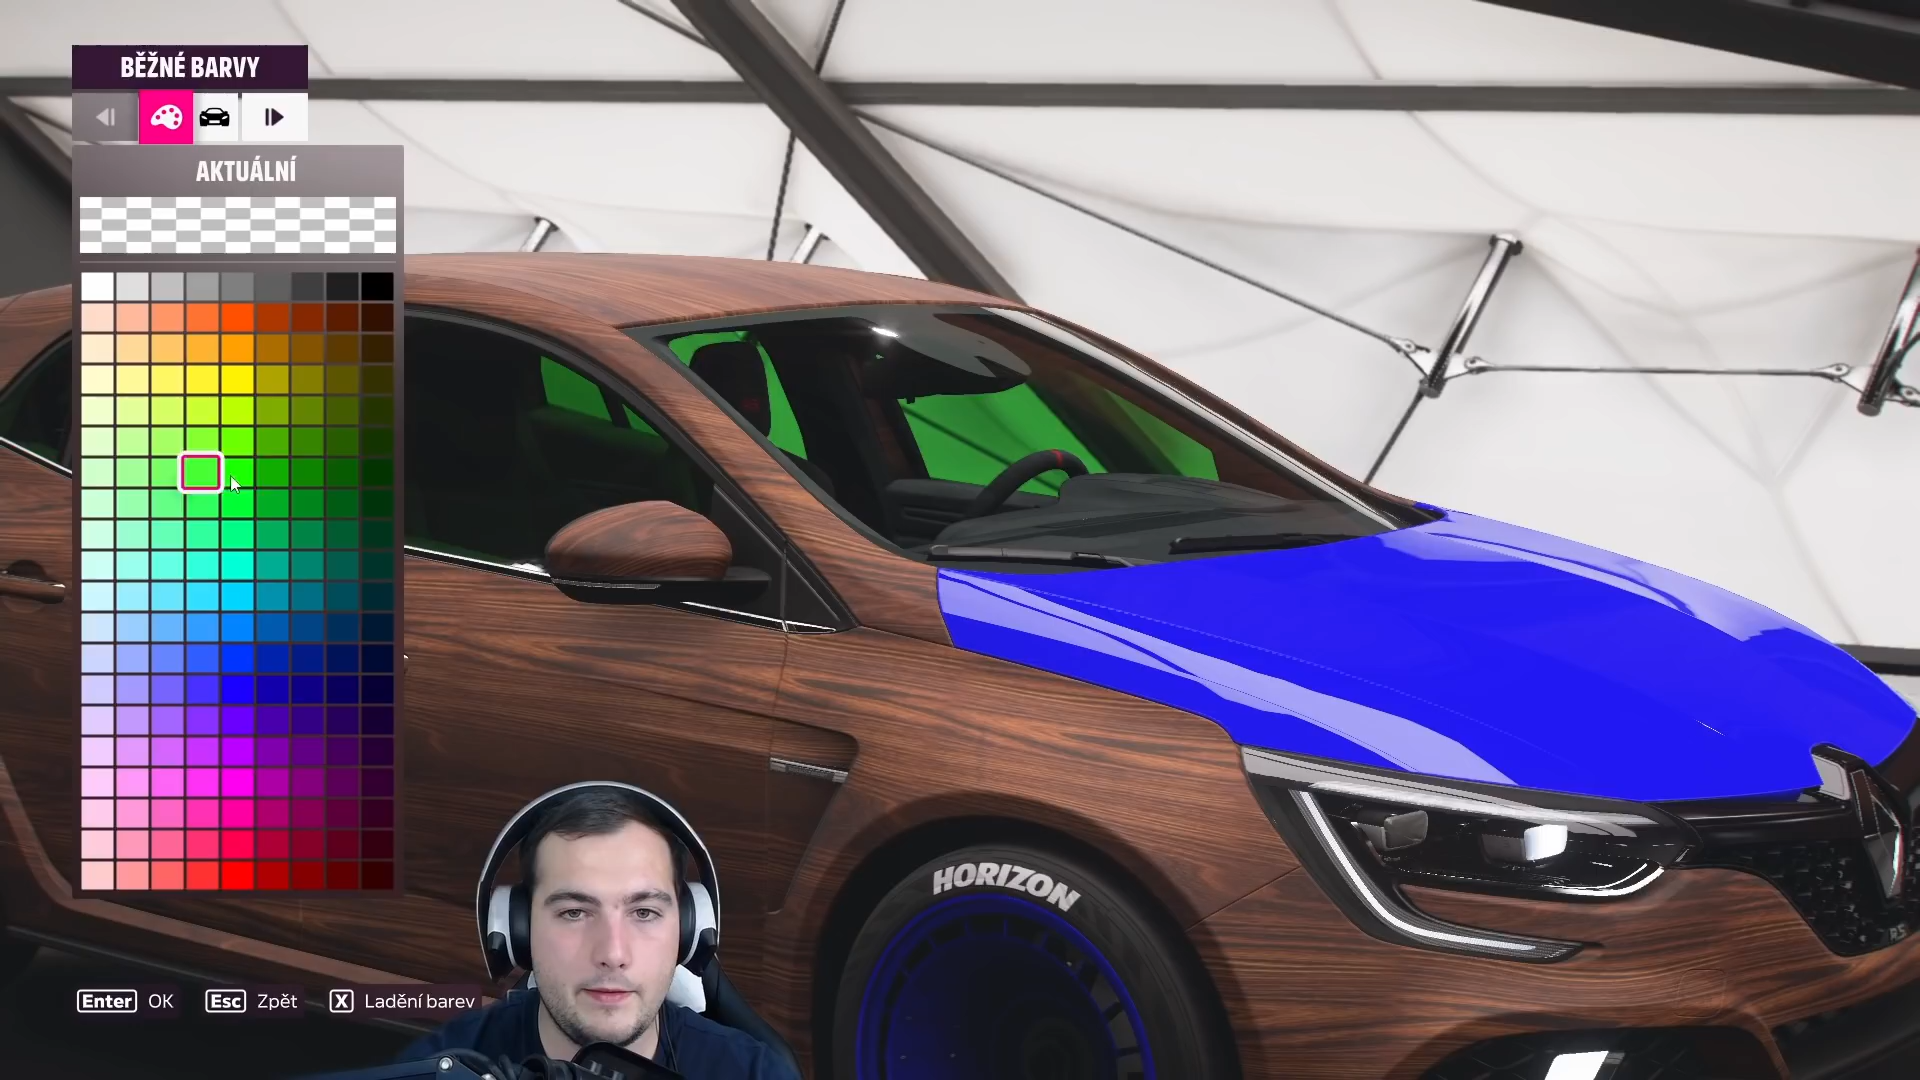 BĚŽNÉ BARVY
AKTUÁLNÍ
HORIZON
R.S.
Enter OK Esc Zpět X Ladění barev